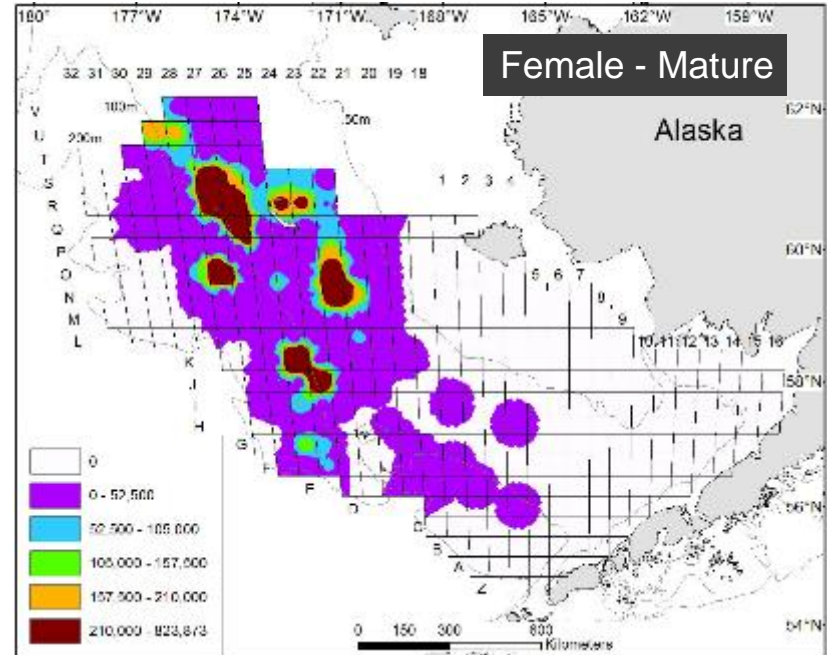 180° 177°W 174°W 171°W 168°W 165°W 162°W 159°W
Female - Mature
32 31 30 29 28 27 26 25 24 23 22 21 20 19 18
100m
50m
62°N
V
U
200m
T
S
R
Q
P
O
N
M
L
Alaska
1 2 3 4
60°N
5 6 7
8
9
10 11 12 13 14 15 16
58°N
K
J
I
H
G
F
E
D
C
B
A
Z
56°N
54°N
0
0 - 52,500
52,500 - 105,000
105,000 - 157,500
157,500 - 210,000
210,000 - 823,873
0 150 300 600
Kilometers